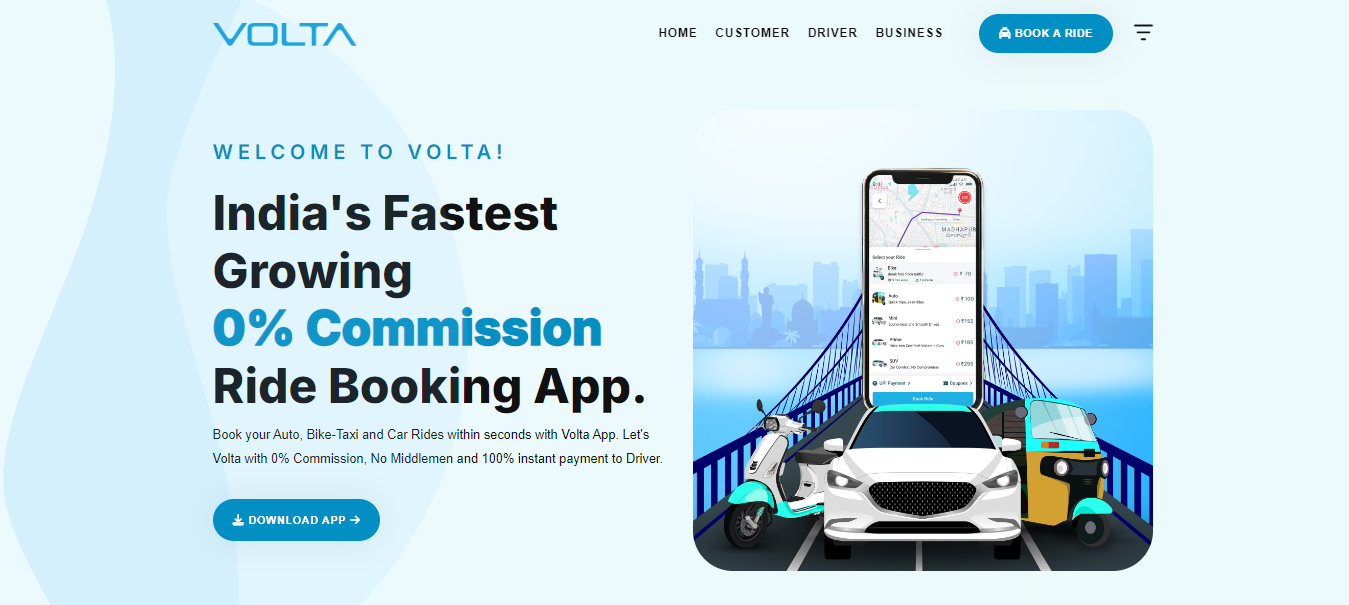 VOLTA
HOME CUSTOMER DRIVER BUSINESS
BOOK A RIDE
WELCOME TO VOLTA!
India's Fastest
Growing
0% Commission
Ride Booking App.
Book your Auto, Bike-Taxi and Car Rides within seconds with Volta App. Let's
Volta with 0% Commission, No Middlemen and 100% instant payment to Driver.
DOWNLOAD APP
MADHAPUR
Select your Ride
Bike
₹ 70
Auto
₹100
Mini
₹152
Prime
₹185
SUV
₹295
UPI Payment
Coupons
Book Ride